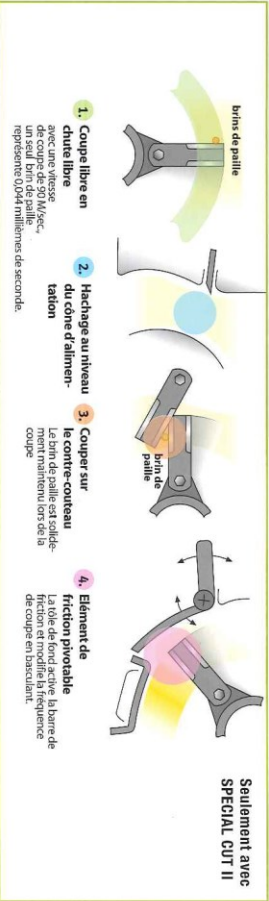 Seulement avec
SPECIAL CUT II
brins de paille
brin de
paille
1. Coupe libre en
chute libre
avec une vitesse
de coupe de 90 M/sec.,
un seul brin de paille
représente 0,044 millièmes de seconde.
2. Hachage au niveau
du cône d'alimen-
tation
3. Couper sur
le contre-couteau
Le brin de paille est solide-
ment maintenu lors de la
coupe
4. Elément de
friction pivotable
La tôle de fond active la barre de
friction et modifie la fréquence
de coupe en basculant.